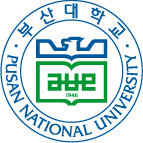 부산대학교
PUSAN NATIONAL UNIVERSITY
1946